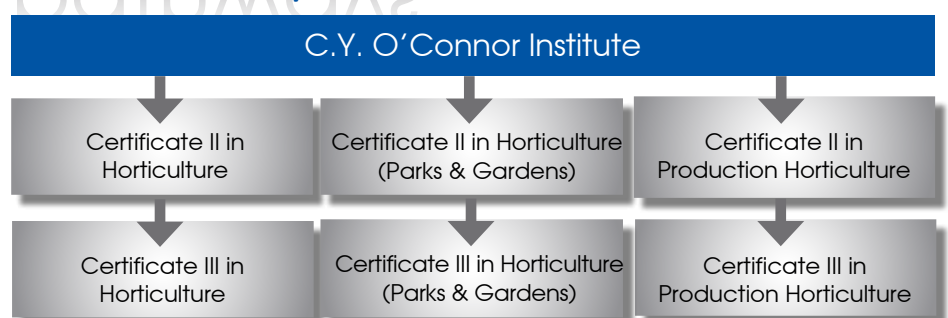 C.Y. O’Connor Institute
Certificate II in
Horticulture
Certificate II in Horticulture
(Parks & Gardens)
Certificate II in
Production Horticulture
Certificate III in
Horticulture
Certificate III in Horticulture
(Parks & Gardens)
Certificate III in
Production Horticulture